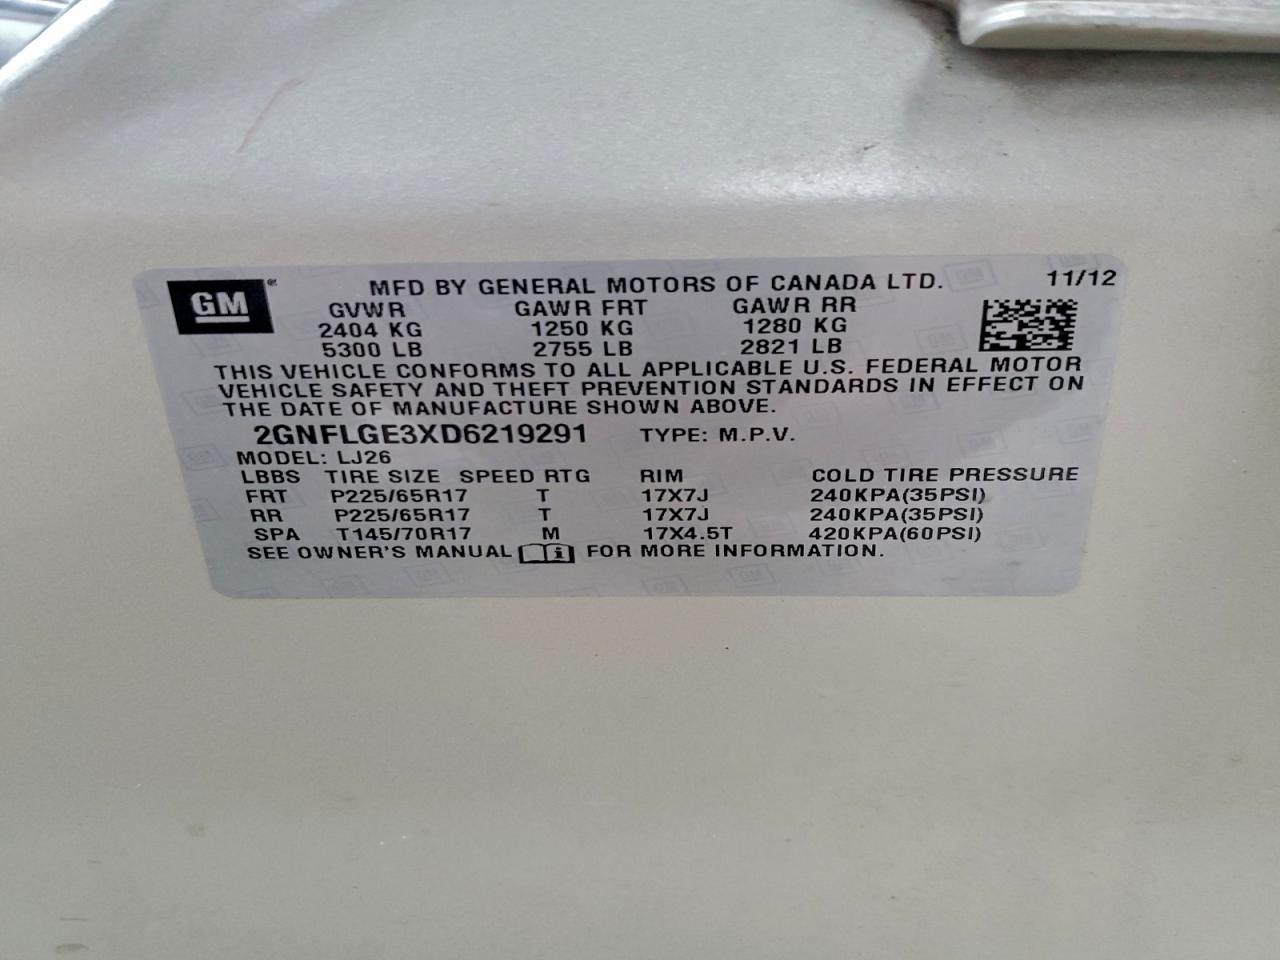 GM ® MFD BY GENERAL MOTORS OF CANADA LTD. 11/12
GVWR GAWR FRT GAWR RR
2404 KG 1250 KG 1280 KG
5300 LB 2755 LB 2821 LB
THIS VEHICLE CONFORMS TO ALL APPLICABLE U.S. FEDERAL MOTOR
VEHICLE SAFETY AND THEFT PREVENTION STANDARDS IN EFFECT ON
THE DATE OF MANUFACTURE SHOWN ABOVE.
2GNFLGE3XD6219291 TYPE: M.P.V.
MODEL: LJ26
LBBS TIRE SIZE SPEED RTG RIM COLD TIRE PRESSURE
FRT P225/65R17 T 17X7J 240KPA(35PSI)
RR P225/65R17 T 17X7J 240KPA(35PSI)
SPA T145/70R17 M 17X4.5T 420KPA(60PSI)
SEE OWNER'S MANUAL i FOR MORE INFORMATION.